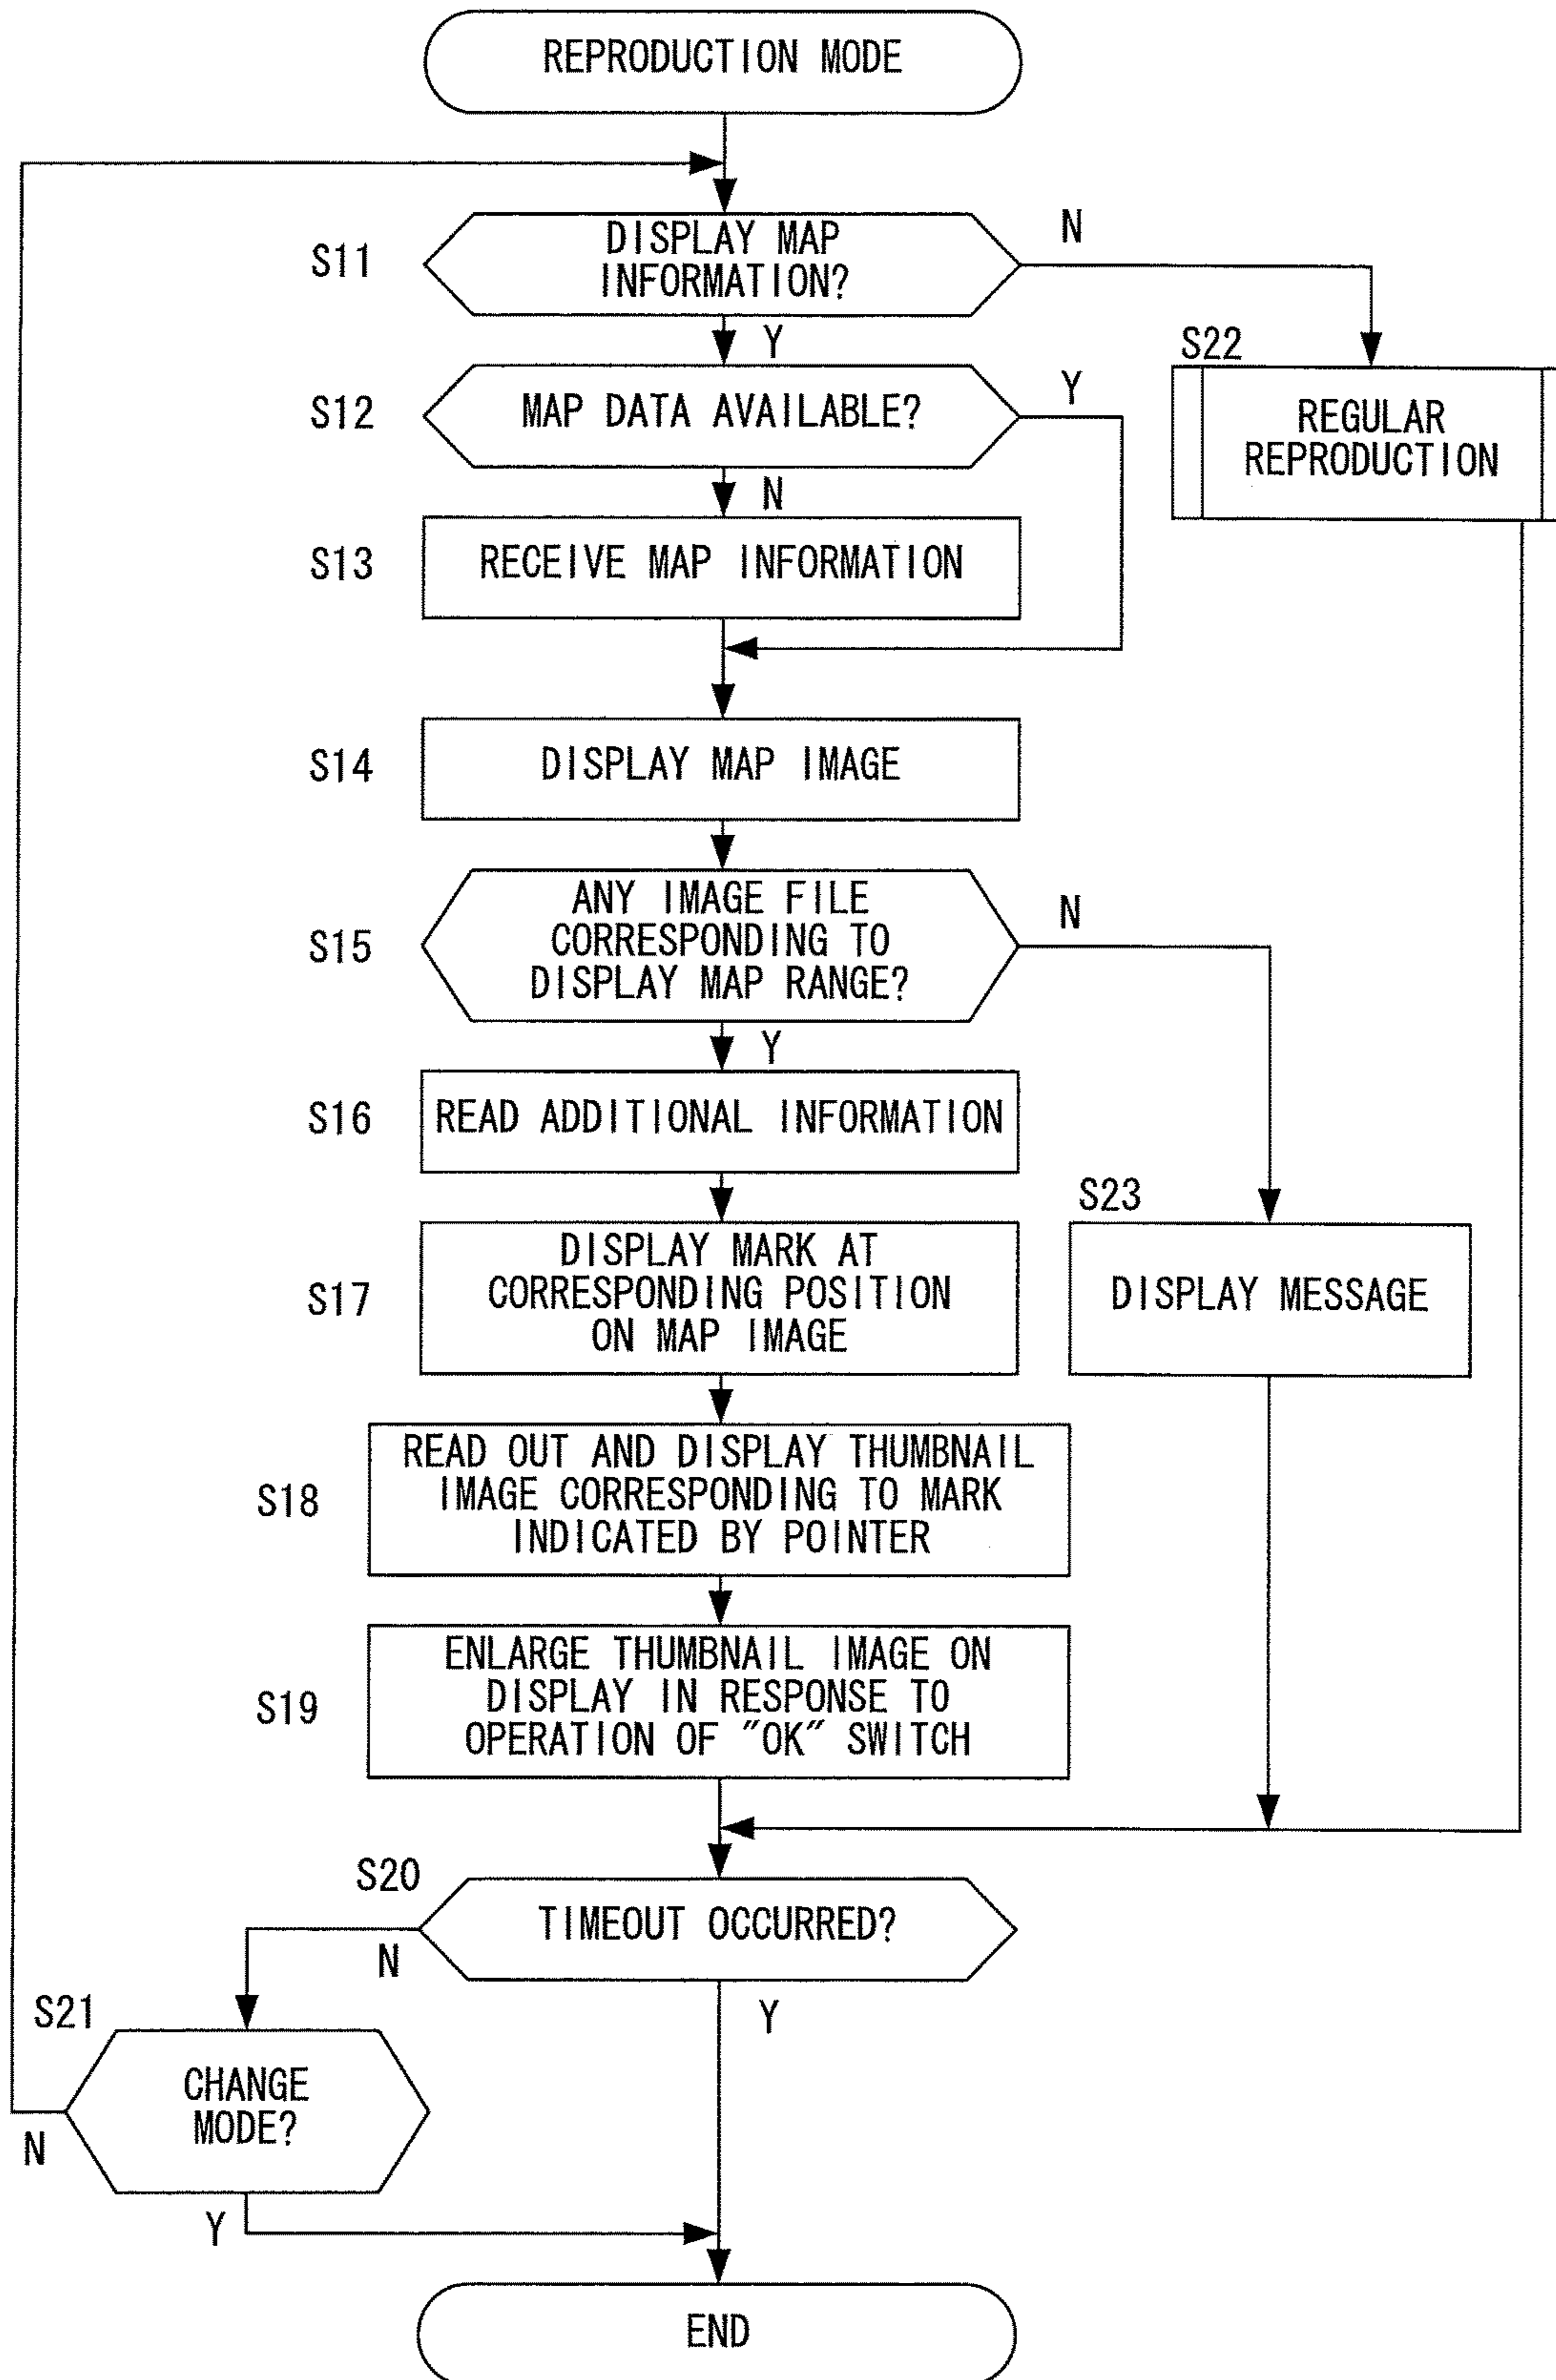 REPRODUCTION MODE
S11
DISPLAY MAP
INFORMATION?
N
Y
S12
MAP DATA AVAILABLE?
Y
N
S22
REGULAR
REPRODUCTION
S13
RECEIVE MAP INFORMATION
S14
DISPLAY MAP IMAGE
S15
ANY IMAGE FILE
CORRESPONDING TO
DISPLAY MAP RANGE?
N
Y
S16
READ ADDITIONAL INFORMATION
S17
DISPLAY MARK AT
CORRESPONDING POSITION
ON MAP IMAGE
S23
DISPLAY MESSAGE
S18
READ OUT AND DISPLAY THUMBNAIL
IMAGE CORRESPONDING TO MARK
INDICATED BY POINTER
S19
ENLARGE THUMBNAIL IMAGE ON
DISPLAY IN RESPONSE TO
OPERATION OF "OK" SWITCH
S20
TIMEOUT OCCURRED?
N
Y
S21
CHANGE
MODE?
N
Y
END